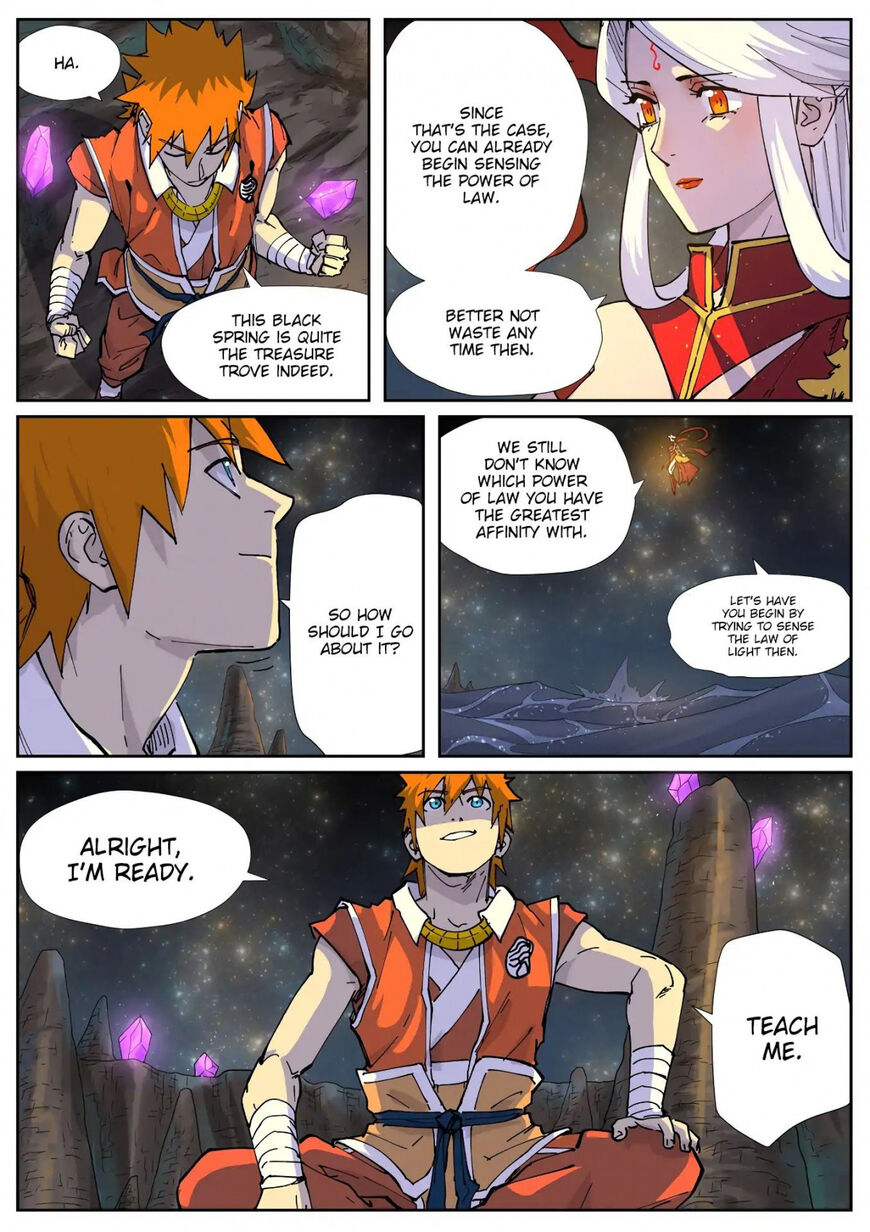 HA.
THIS BLACK
SPRING IS QUITE
THE TREASURE
TROVE INDEED.
SINCE
THAT'S THE CASE,
YOU CAN ALREADY
BEGIN SENSING
THE POWER OF
LAW.
BETTER NOT
WASTE ANY
TIME THEN.
SO HOW
SHOULD I GO
ABOUT IT?
WE STILL
DON'T KNOW
WHICH POWER
OF LAW YOU HAVE
THE GREATEST
AFFINITY WITH.
LET'S HAVE
YOU BEGIN BY
TRYING TO SENSE
THE LAW OF
LIGHT THEN.
ALRIGHT,
I'M READY.
TEACH
ME.